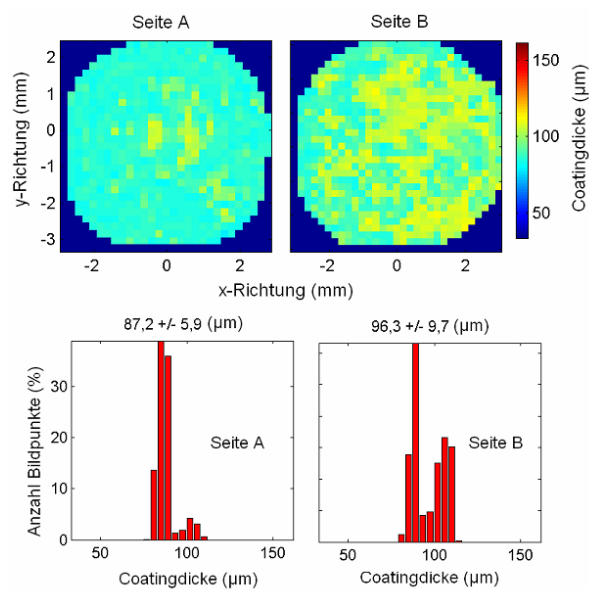 Seite A
Seite B
2
1
0
-1
-2
-3
y-Richtung (mm)
-2
0
2
-2
0
2
x-Richtung (mm)
150
100
50
Coatingdicke (µm)
87,2 +/- 5,9 (µm)
96,3 +/- 9,7 (µm)
30
20
10
0
Anzahl Bildpunkte (%)
Seite A
Seite B
50
100
150
50
100
150
Coatingdicke (µm)
Coatingdicke (µm)